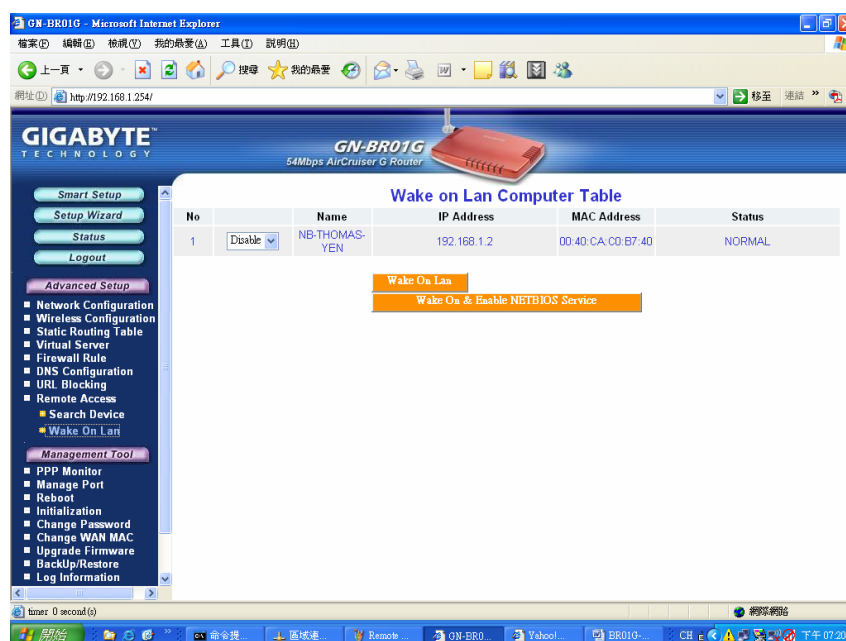 GN-BR01G - Microsoft Internet Explorer
檔案(F) 編輯(E) 檢視(V) 我的最愛(A) 工具(T) 說明(H)
上一頁 搜尋 我的最愛
網址(D) http://192.168.1.254/ 移至 連結 »
GIGABYTE™
TECHNOLOGY
GN-BR01G
54Mbps AirCruiser G Router
Smart Setup
Setup Wizard
Status
Logout
Advanced Setup
Network Configuration
Wireless Configuration
Static Routing Table
Virtual Server
Firewall Rule
DNS Configuration
URL Blocking
Remote Access
Search Device
Wake On Lan
Management Tool
PPP Monitor
Manage Port
Reboot
Initialization
Change Password
Change WAN MAC
Upgrade Firmware
BackUp/Restore
Log Information
Wake on Lan Computer Table
No Name IP Address MAC Address Status
1 Disable NB-THOMAS-YEN 192.168.1.2 00:40:CA:C0:B7:40 NORMAL
Wake On Lan
Wake On & Enable NETBIOS Service
timer 0 second(s) 網際網路
開始 » 命令提... 區域連... Remote ... GN-BR0... Yahoo!... BR01G-... CH 下午 07:20